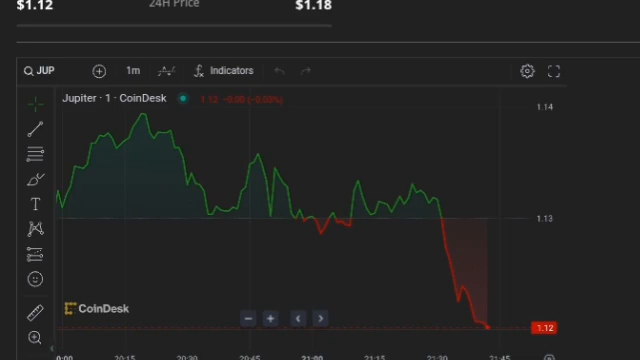 $1.12 24H Price $1.18
JUP 1m Indicators
Jupiter · 1 · CoinDesk 1.12 -0.00 (-0.03%)
1.14
1.13
CoinDesk
1.12
20:15 20:30 20:45 21:00 21:15 21:30 21:45